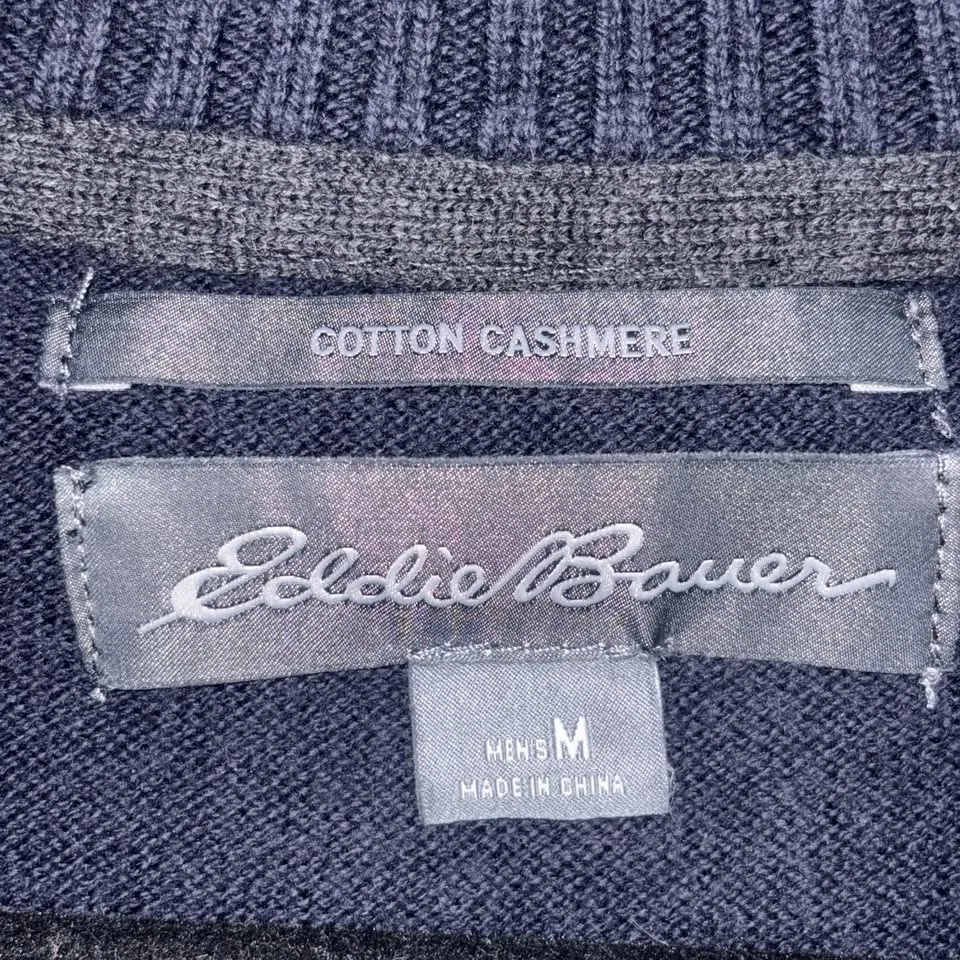 COTTON CASHMERE
Eddie Bauer
MEN'S M
MADE IN CHINA